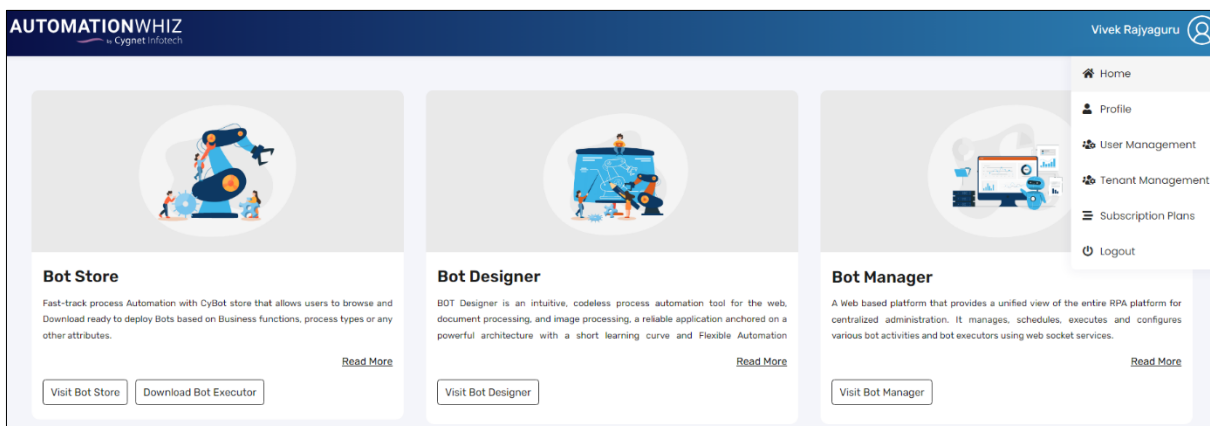 AUTOMATIONWHIZ
by Cygnet Infotech
Vivek Rajyaguru
Home
Profile
User Management
Tenant Management
Subscription Plans
Logout
Bot Store
Fast-track process Automation with CyBot store that allows users to browse and
Download ready to deploy Bots based on Business functions, process types or any
other attributes.
Read More
Visit Bot Store
Download Bot Executor
Bot Designer
BOT Designer is an intuitive, codeless process automation tool for the web,
document processing, and image processing, a reliable application anchored on a
powerful architecture with a short learning curve and Flexible Automation
Read More
Visit Bot Designer
Bot Manager
A Web based platform that provides a unified view of the entire RPA platform for
centralized administration. It manages, schedules, executes and configures
various bot activities and bot executors using web socket services.
Read More
Visit Bot Manager